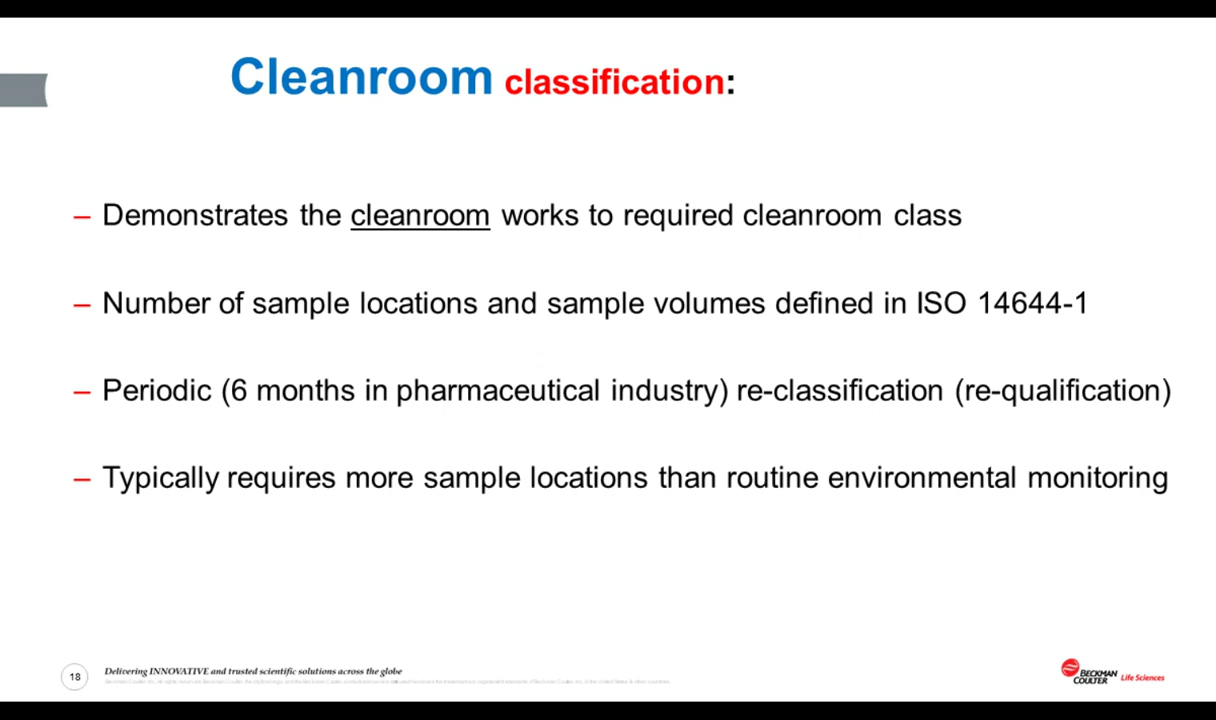 Cleanroom classification:
– Demonstrates the cleanroom works to required cleanroom class
– Number of sample locations and sample volumes defined in ISO 14644-1
– Periodic (6 months in pharmaceutical industry) re-classification (re-qualification)
– Typically requires more sample locations than routine environmental monitoring
18
Delivering INNOVATIVE and trusted scientific solutions across the globe
BECKMAN
COULTER Life Sciences